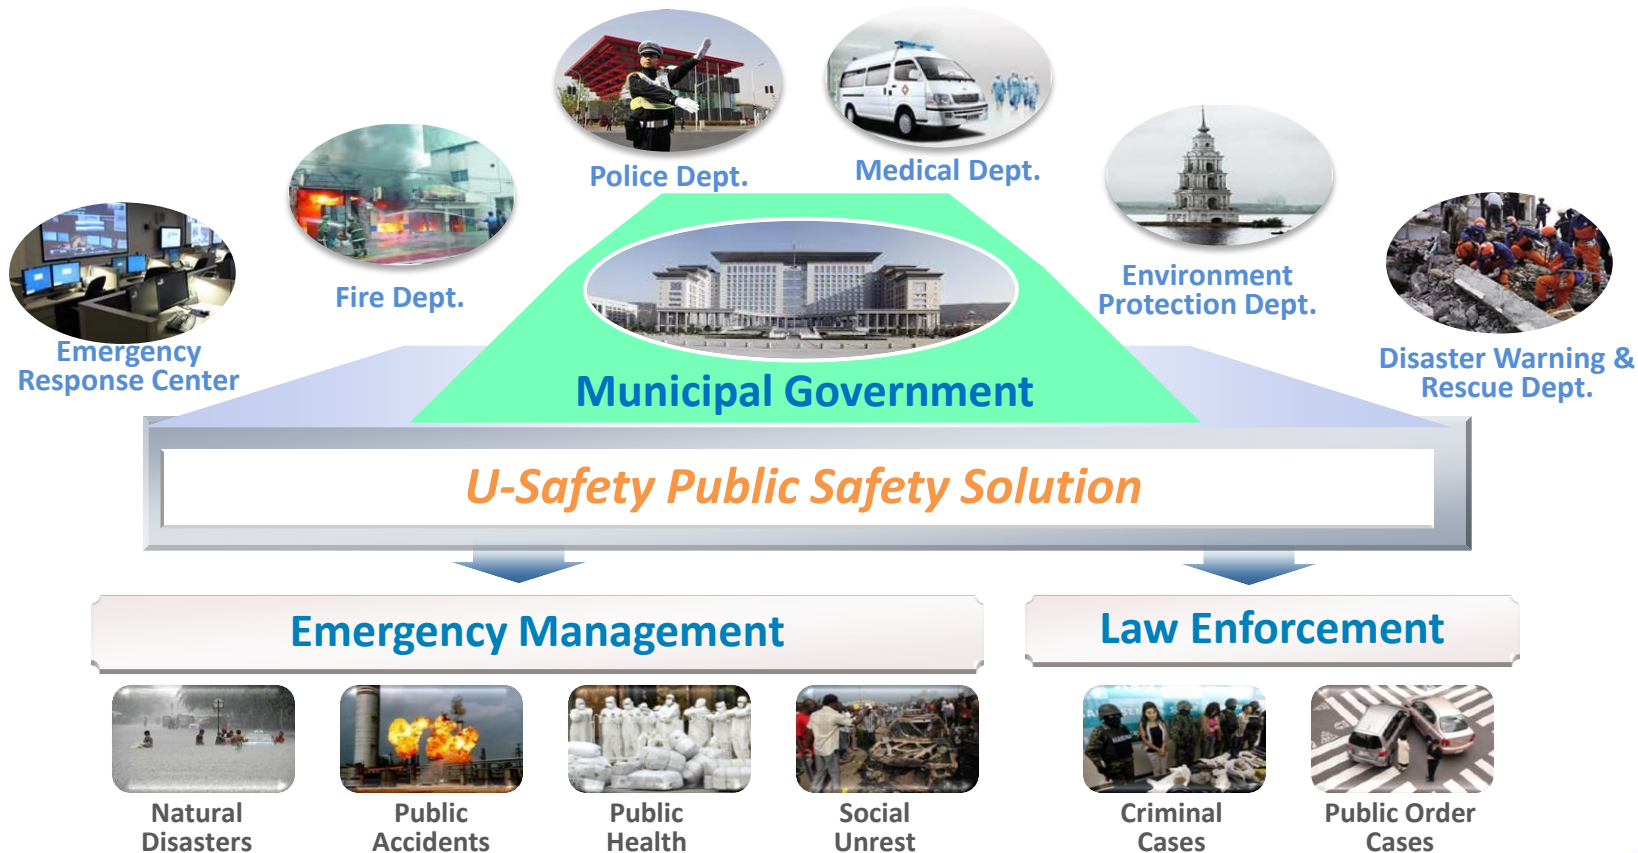 Police Dept.
Medical Dept.
Fire Dept.
Environment
Protection Dept.
Emergency
Response Center
Disaster Warning &
Rescue Dept.
Municipal Government
U-Safety Public Safety Solution
Emergency Management
Law Enforcement
Natural
Disasters
Public
Accidents
Public
Health
Social
Unrest
Criminal
Cases
Public Order
Cases